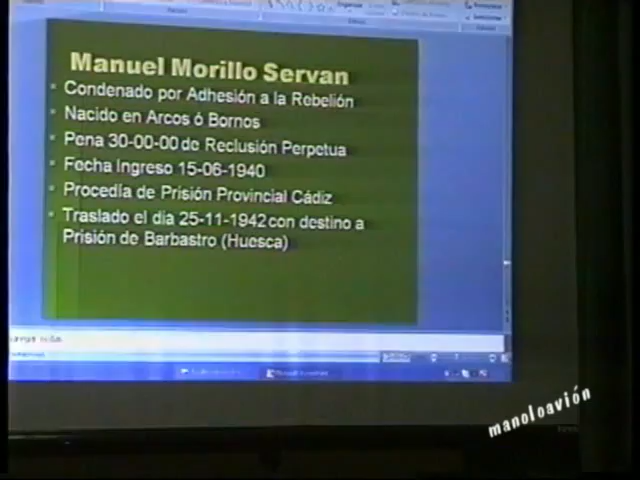 Manuel Morillo Servan
Condenado por Adhesión a la Rebelión
Nacido en Arcos ó Bornos
Pena 30-00-00 de Reclusión Perpetua
Fecha Ingreso 15-06-1940
Procedía de Prisión Provincial Cádiz
Traslado el día 25-11-1942 con destino a
Prisión de Barbastro (Huesca)
manoloavión